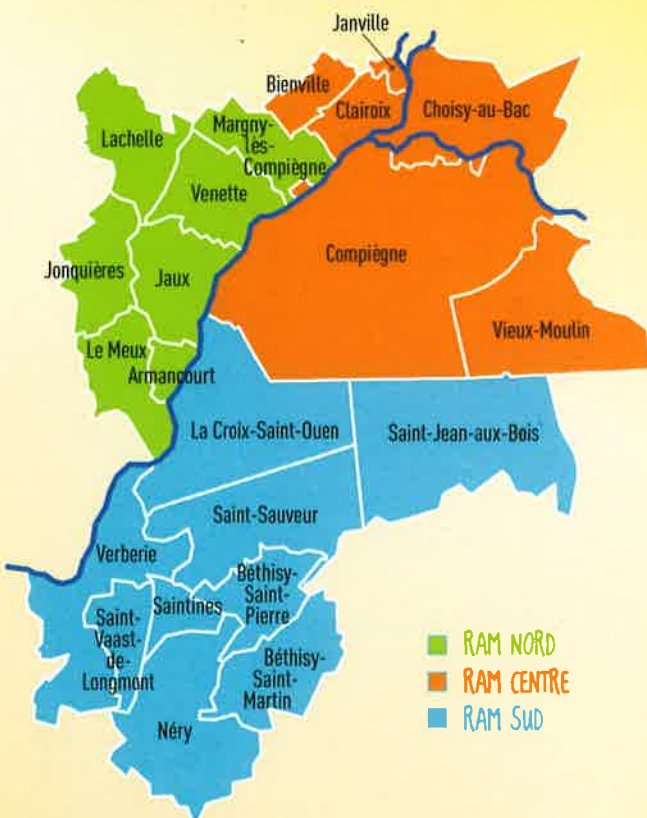 Janville
Bienville
Clairoix
Choisy-au-Bac
Lachelle
Margny-
lès-
Compiègne
Venette
Compiègne
Jonquières
Jaux
Vieux-Moulin
Le Meux
Armancourt
La Croix-Saint-Ouen
Saint-Jean-aux-Bois
Saint-Sauveur
Verberie
Béthisy-
Saint-
Pierre
Saintines
Saint-
Vaast-
de-
Longmont
Béthisy-
Saint-
Martin
Néry
RAM NORD
RAM CENTRE
RAM SUD